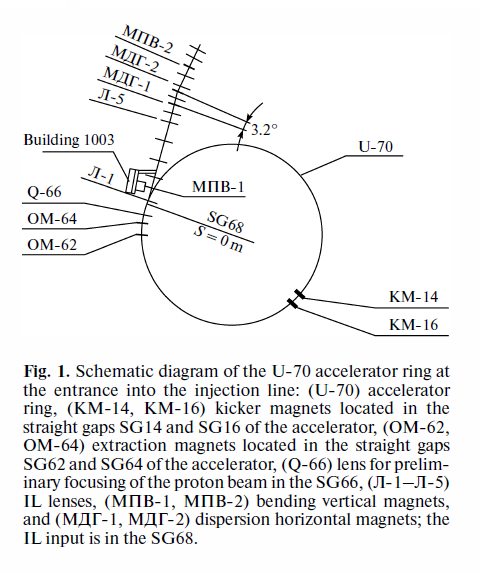 МПВ-2
МДГ-2
МДГ-1
Л-5
3.2°
Building 1003
U-70
Л-1
МПВ-1
Q-66
SG68
S = 0 m
OM-64
OM-62
KM-14
KM-16
Fig. 1. Schematic diagram of the U-70 accelerator ring at
the entrance into the injection line: (U-70) accelerator
ring, (KM-14, KM-16) kicker magnets located in the
straight gaps SG14 and SG16 of the accelerator, (OM-62,
OM-64) extraction magnets located in the straight gaps
SG62 and SG64 of the accelerator, (Q-66) lens for prelim-
inary focusing of the proton beam in the SG66, (Л-1–Л-5)
IL lenses, (МПВ-1, МПВ-2) bending vertical magnets,
and (МДГ-1, МДГ-2) dispersion horizontal magnets; the
IL input is in the SG68.